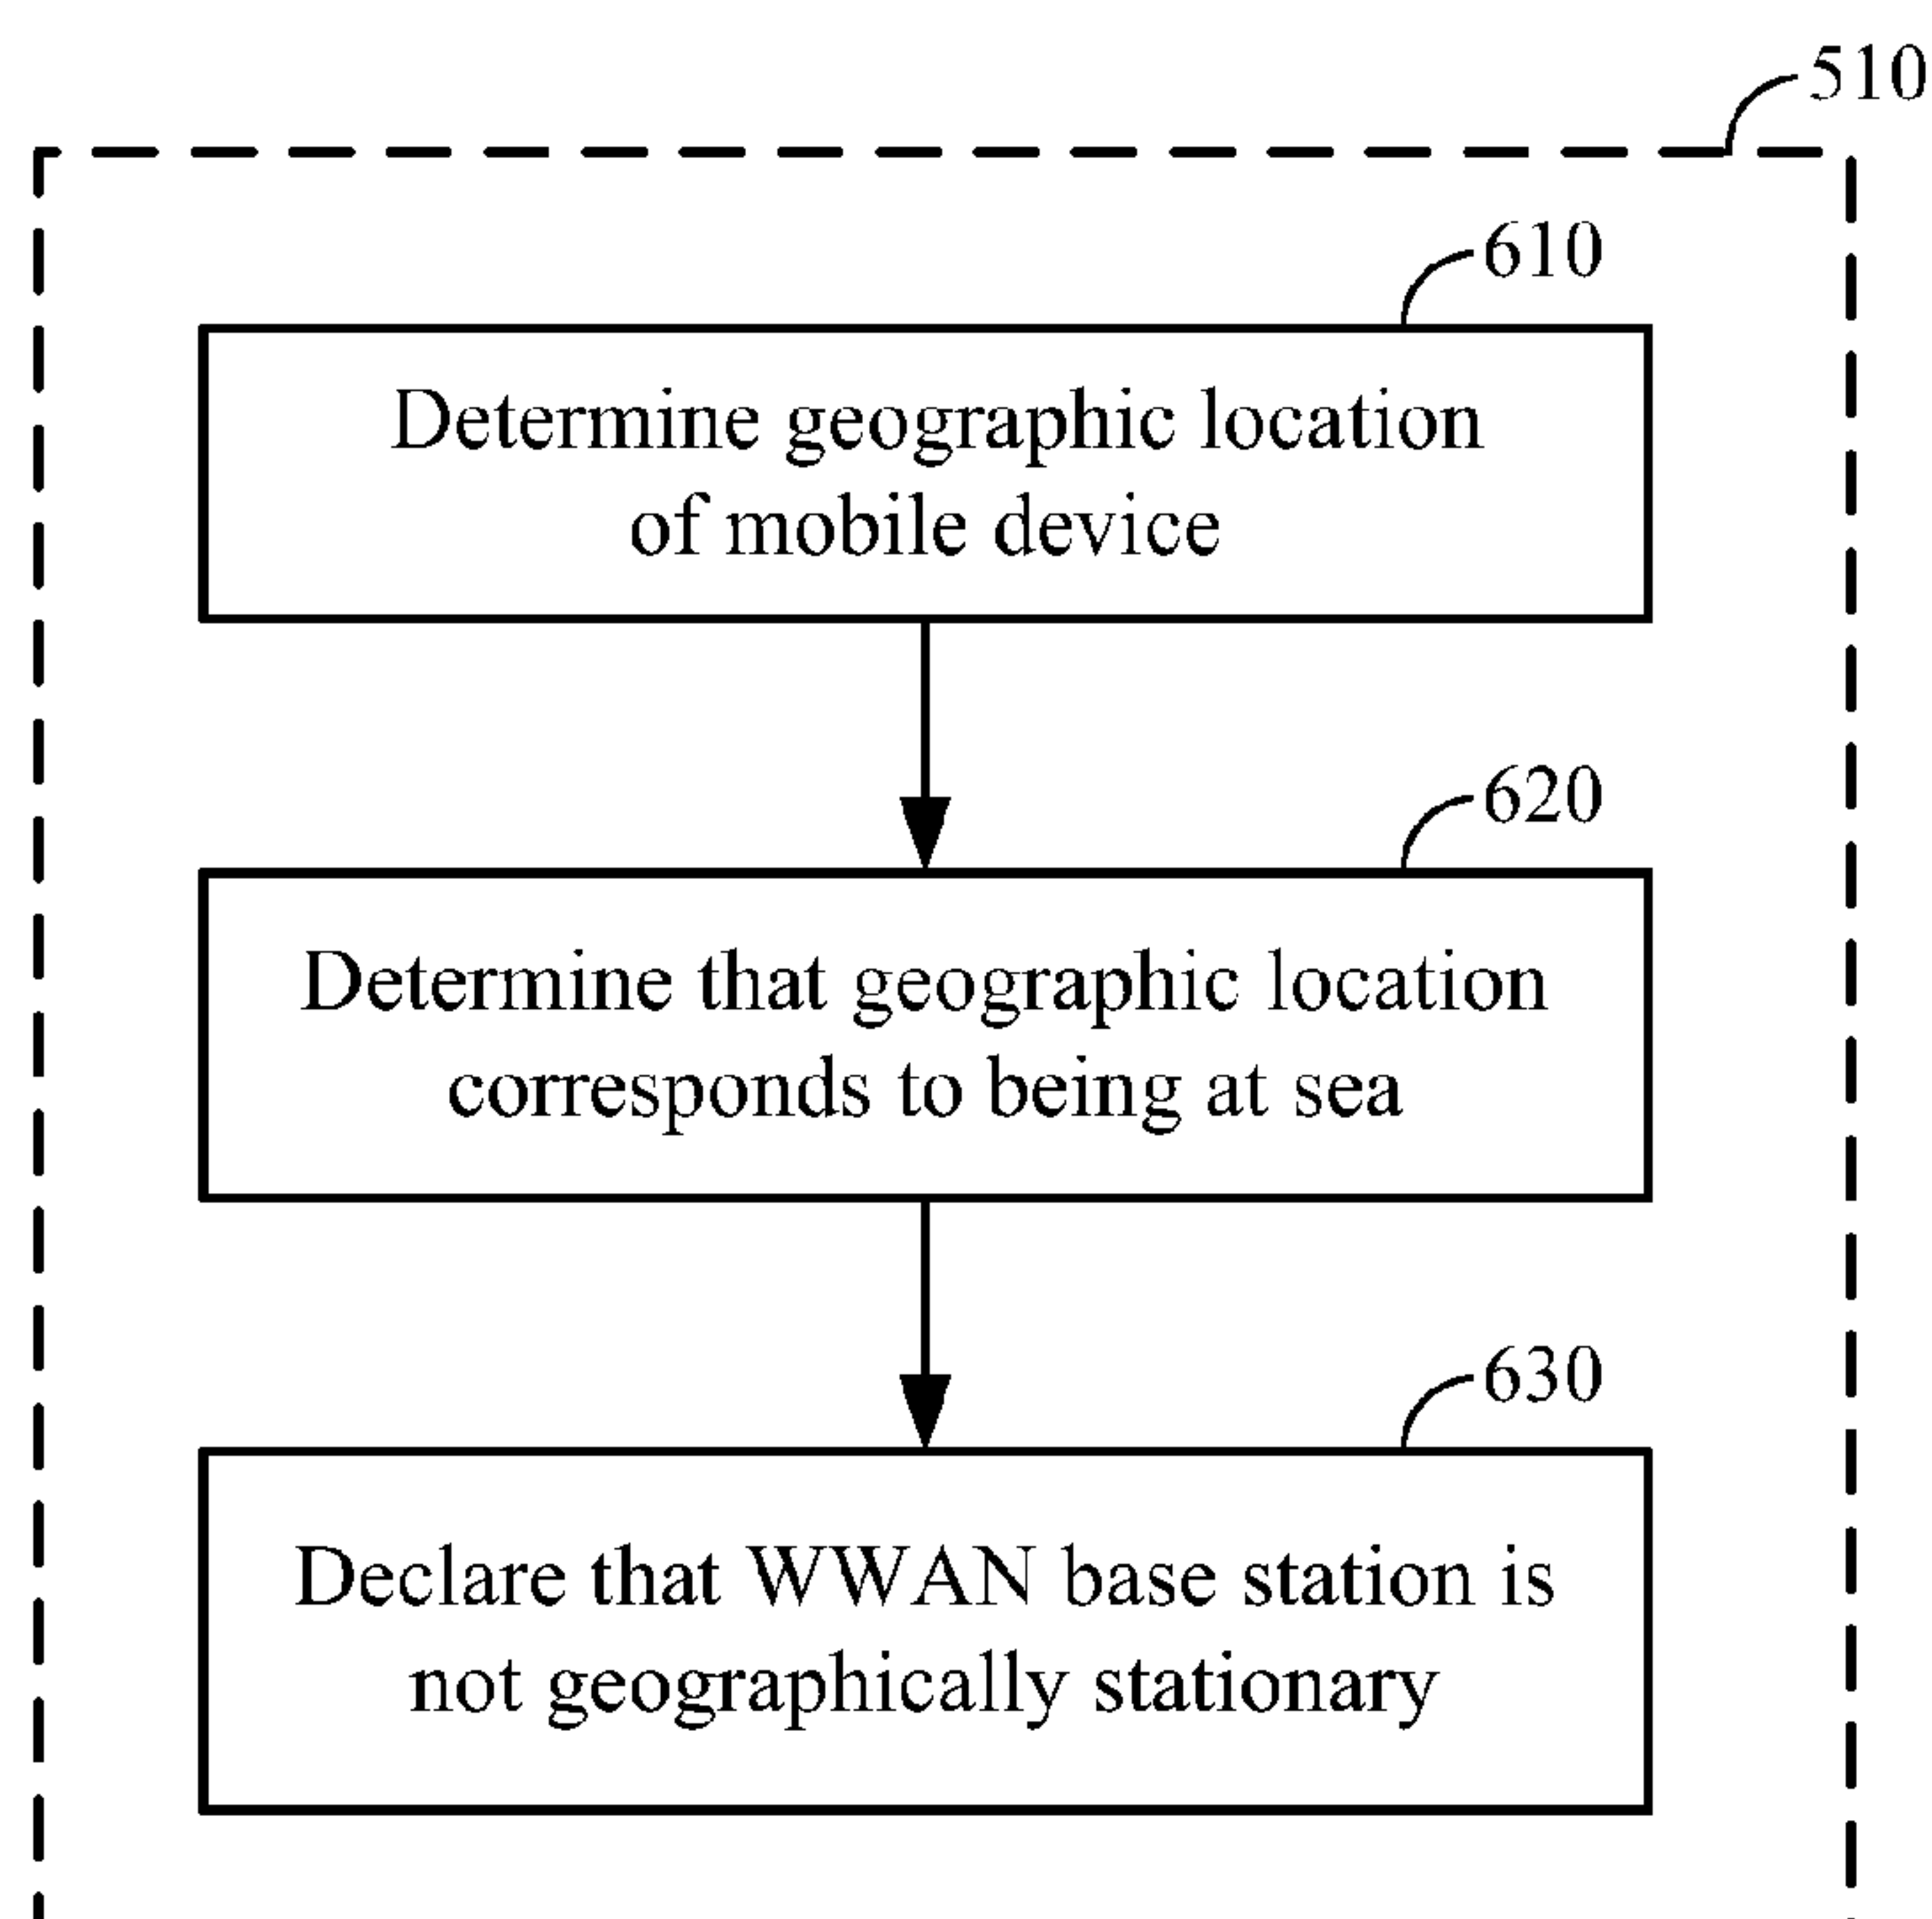 510
610
Determine geographic location
of mobile device
620
Determine that geographic location
corresponds to being at sea
630
Declare that WWAN base station is
not geographically stationary